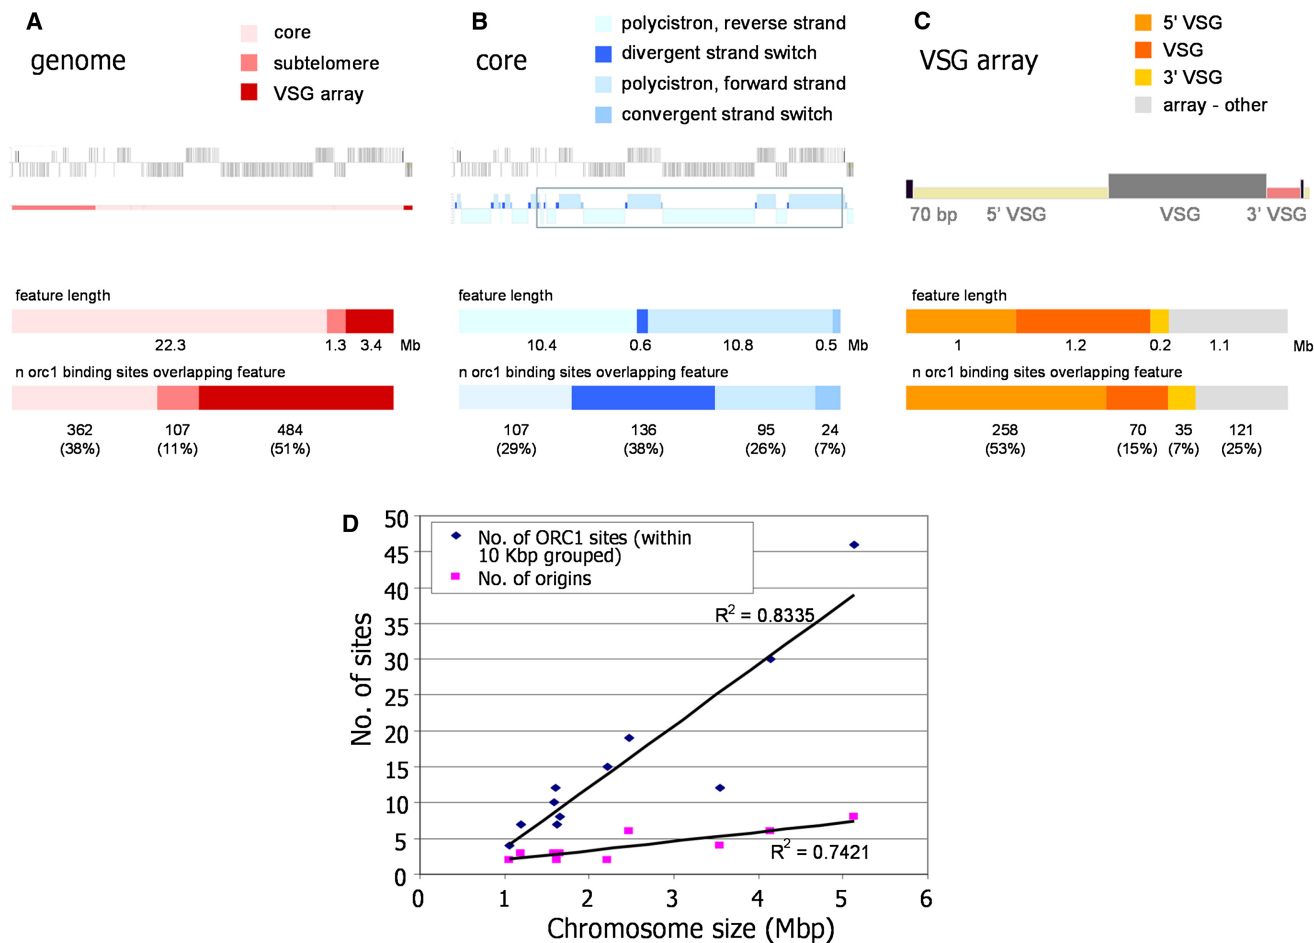 A
genome
core
subtelomere
VSG array
feature length
22.3 1.3 3.4 Mb
n orc1 binding sites overlapping feature
362 107 484
(38%) (11%) (51%)
B
core
polycistron, reverse strand
divergent strand switch
polycistron, forward strand
convergent strand switch
feature length
10.4 0.6 10.8 0.5 Mb
n orc1 binding sites overlapping feature
107 136 95 24
(29%) (38%) (26%) (7%)
C
VSG array
5' VSG
VSG
3' VSG
array - other
70 bp 5' VSG VSG 3' VSG
feature length
1 1.2 0.2 1.1 Mb
n orc1 binding sites overlapping feature
258 70 35 121
(53%) (15%) (7%) (25%)
D
No. of ORC1 sites (within
10 Kbp grouped)
No. of origins
R² = 0.8335
R² = 0.7421
No. of sites
50
45
40
35
30
25
20
15
10
5
0
0 1 2 3 4 5 6
Chromosome size (Mbp)